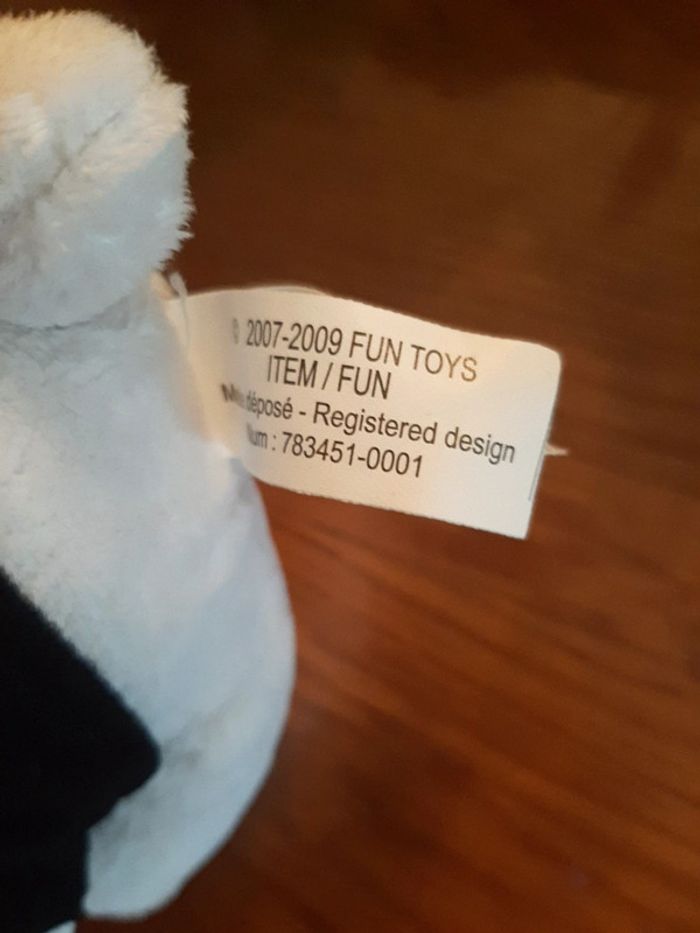 © 2007-2009 FUN TOYS
ITEM / FUN
déposé - Registered design
: 783451-0001